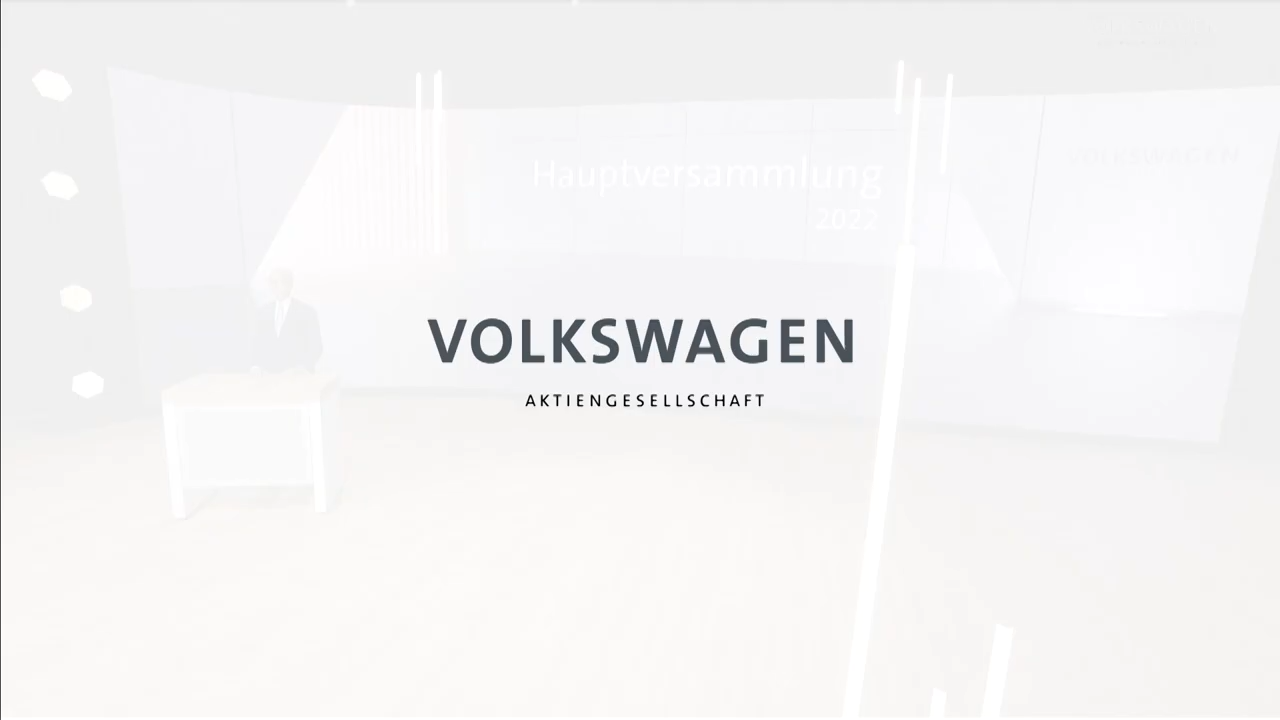 Hauptversammlung
2022
VOLKSWAGEN
VOLKSWAGEN
AKTIENGESELLSCHAFT